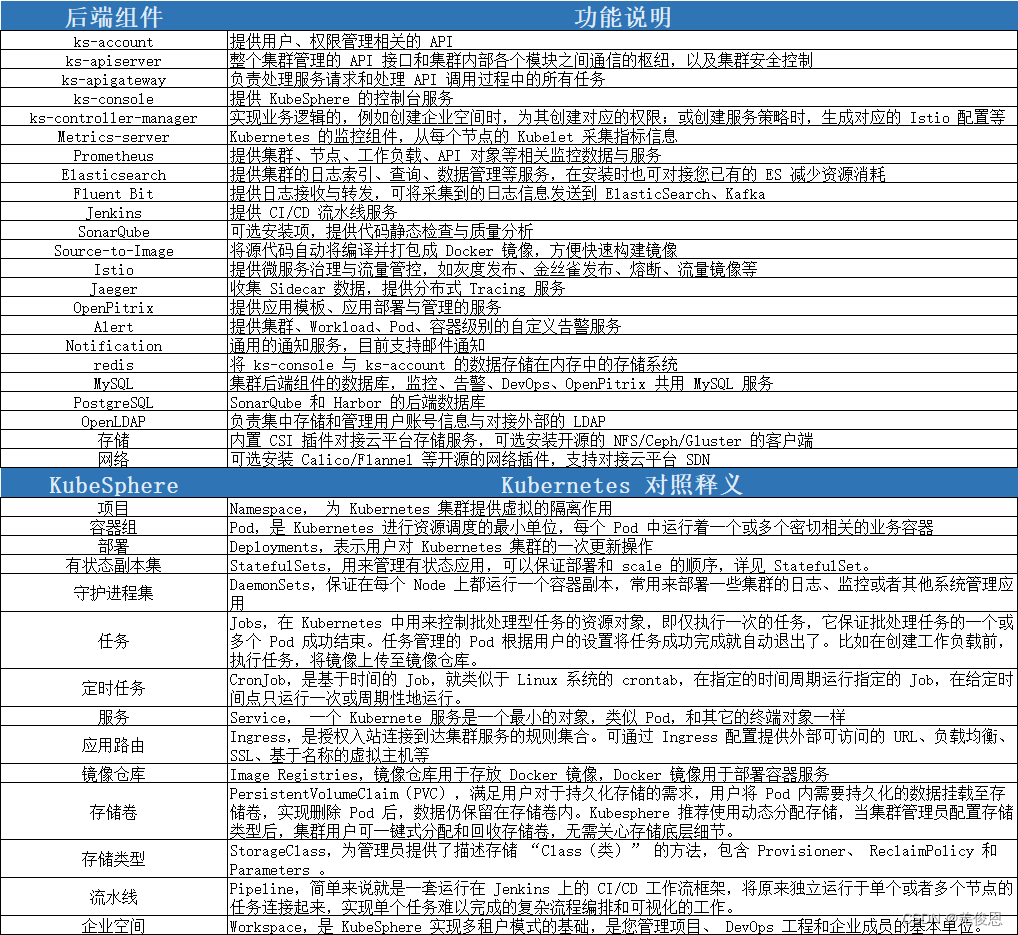 后端组件 功能说明
ks-account 提供用户、权限管理相关的 API
ks-apiserver 整个集群管理的 API 接口和集群内部各个模块之间通信的枢纽，以及集群安全控制
ks-apigateway 负责处理服务请求和处理 API 调用过程中的所有任务
ks-console 提供 KubeSphere 的控制台服务
ks-controller-manager 实现业务逻辑的，例如创建企业空间时，为其创建对应的权限；或创建服务策略时，生成对应的 Istio 配置等
Metrics-server Kubernetes 的监控组件，从每个节点的 Kubelet 采集指标信息
Prometheus 提供集群、节点、工作负载、API 对象等相关监控数据与服务
Elasticsearch 提供集群的日志索引、查询、数据管理等服务，在安装时也可对接您已有的 ES 减少资源消耗
Fluent Bit 提供日志接收与转发，可将采集到的日志信息发送到 ElasticSearch、Kafka
Jenkins 提供 CI/CD 流水线服务
SonarQube 可选安装项，提供代码静态检查与质量分析
Source-to-Image 将源代码自动将编译并打包成 Docker 镜像，方便快速构建镜像
Istio 提供微服务治理与流量管控，如灰度发布、金丝雀发布、熔断、流量镜像等
Jaeger 收集 Sidecar 数据，提供分布式 Tracing 服务
OpenPitrix 提供应用模板、应用部署与管理的服务
Alert 提供集群、Workload、Pod、容器级别的自定义告警服务
Notification 通用的通知服务，目前支持邮件通知
redis 将 ks-console 与 ks-account 的数据存储在内存中的存储系统
MySQL 集群后端组件的数据库，监控、告警、DevOps、OpenPitrix 共用 MySQL 服务
PostgreSQL SonarQube 和 Harbor 的后端数据库
OpenLDAP 负责集中存储和管理用户账号信息与对接外部的 LDAP
存储 内置 CSI 插件对接云平台存储服务，可选安装开源的 NFS/Ceph/Gluster 的客户端
网络 可选安装 Calico/Flannel 等开源的网络插件，支持对接云平台 SDN
KubeSphere Kubernetes 对照释义
项目 Namespace， 为 Kubernetes 集群提供虚拟的隔离作用
容器组 Pod，是 Kubernetes 进行资源调度的最小单位，每个 Pod 中运行着一个或多个密切相关的业务容器
部署 Deployments，表示用户对 Kubernetes 集群的一次更新操作
有状态副本集 StatefulSets，用来管理有状态应用，可以保证部署和 scale 的顺序，详见 StatefulSet。
守护进程集 DaemonSets，保证在每个 Node 上都运行一个容器副本，常用来部署一些集群的日志、监控或者其他系统管理应
用
任务 Jobs，在 Kubernetes 中用来控制批处理型任务的资源对象，即仅执行一次的任务，它保证批处理任务的一个或
多个 Pod 成功结束。任务管理的 Pod 根据用户的设置将任务成功完成就自动退出了。比如在创建工作负载前，
执行任务，将镜像上传至镜像仓库。
定时任务 CronJob，是基于时间的 Job，就类似于 Linux 系统的 crontab，在指定的时间周期运行指定的 Job，在给定时
间点只运行一次或周期性地运行。
服务 Service， 一个 Kubernete 服务是一个最小的对象，类似 Pod，和其它的终端对象一样
应用路由 Ingress，是授权入站连接到达集群服务的规则集合。可通过 Ingress 配置提供外部可访问的 URL、负载均衡、
SSL、基于名称的虚拟主机等
镜像仓库 Image Registries，镜像仓库用于存放 Docker 镜像，Docker 镜像用于部署容器服务
存储卷 PersistentVolumeClaim（PVC），满足用户对于持久化存储的需求，用户将 Pod 内需要持久化的数据挂载至存
储卷，实现删除 Pod 后，数据仍保留在存储卷内。Kubesphere 推荐使用动态分配存储，当集群管理员配置存储
类型后，集群用户可一键式分配和回收存储卷，无需关心存储底层细节。
存储类型 StorageClass，为管理员提供了描述存储 “Class（类）” 的方法，包含 Provisioner、 ReclaimPolicy 和
Parameters 。
流水线 Pipeline，简单来说就是一套运行在 Jenkins 上的 CI/CD 工作流框架，将原来独立运行于单个或者多个节点的
任务连接起来，实现单个任务难以完成的复杂流程编排和可视化的工作。
企业空间 Workspace，是 KubeSphere 实现多租户模式的基础，是您管理项目、 DevOps 工程和企业成员的基本单位。